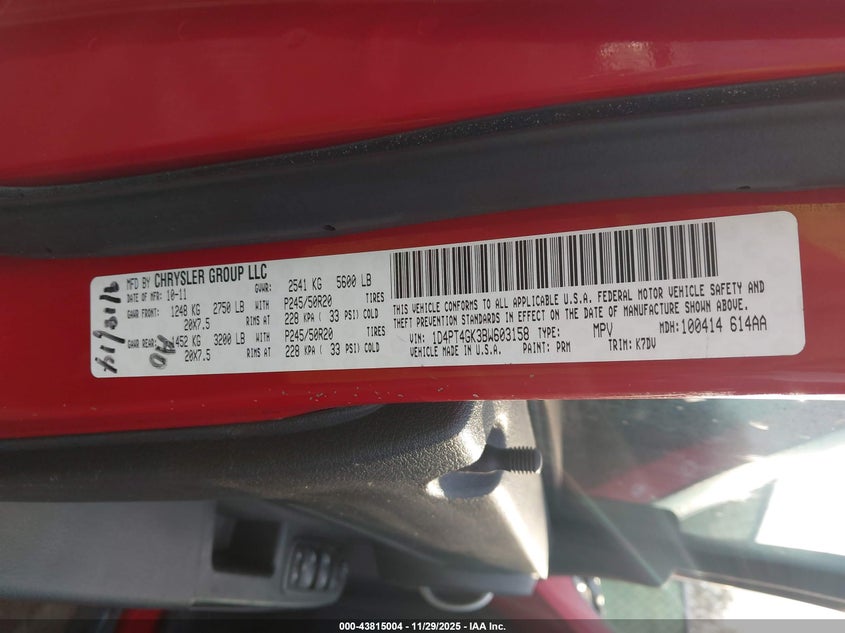 MFD BY CHRYSLER GROUP LLC
DATE OF MFR: 10-11 GVWR: 2541 KG 5600 LB
GAWR FRONT: 1248 KG 2750 LB WITH P245/50R20 TIRES
20X7.5 RIMS AT 228 KPA ( 33 PSI) COLD
GAWR REAR: 1452 KG 3200 LB WITH P245/50R20 TIRES
20X7.5 RIMS AT 228 KPA ( 33 PSI) COLD
THIS VEHICLE CONFORMS TO ALL APPLICABLE U.S.A. FEDERAL MOTOR VEHICLE SAFETY AND
THEFT PREVENTION STANDARDS IN EFFECT ON THE DATE OF MANUFACTURE SHOWN ABOVE.
VIN: 1D4PT4GK3BW603158 TYPE: MPV MDH: 100414 614AA
VEHICLE MADE IN U.S.A. PAINT: PRM TRIM: K7DV
000-43815004 - 11/29/2025 - IAA Inc.